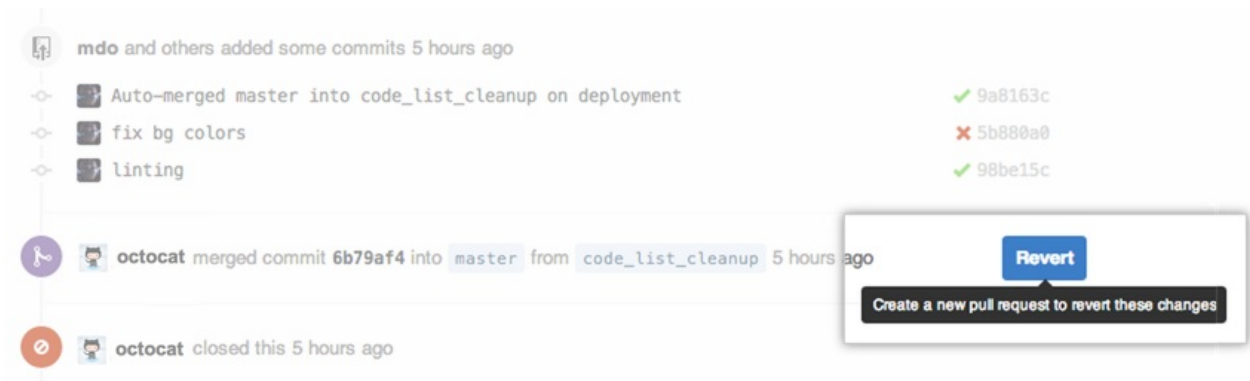 mdo and others added some commits 5 hours ago
Auto-merged master into code_list_cleanup on deployment 9a8163c
fix bg colors 5b880a0
linting 98be15c
octocat merged commit 6b79af4 into master from code_list_cleanup 5 hours ago Revert
Create a new pull request to revert these changes
octocat closed this 5 hours ago